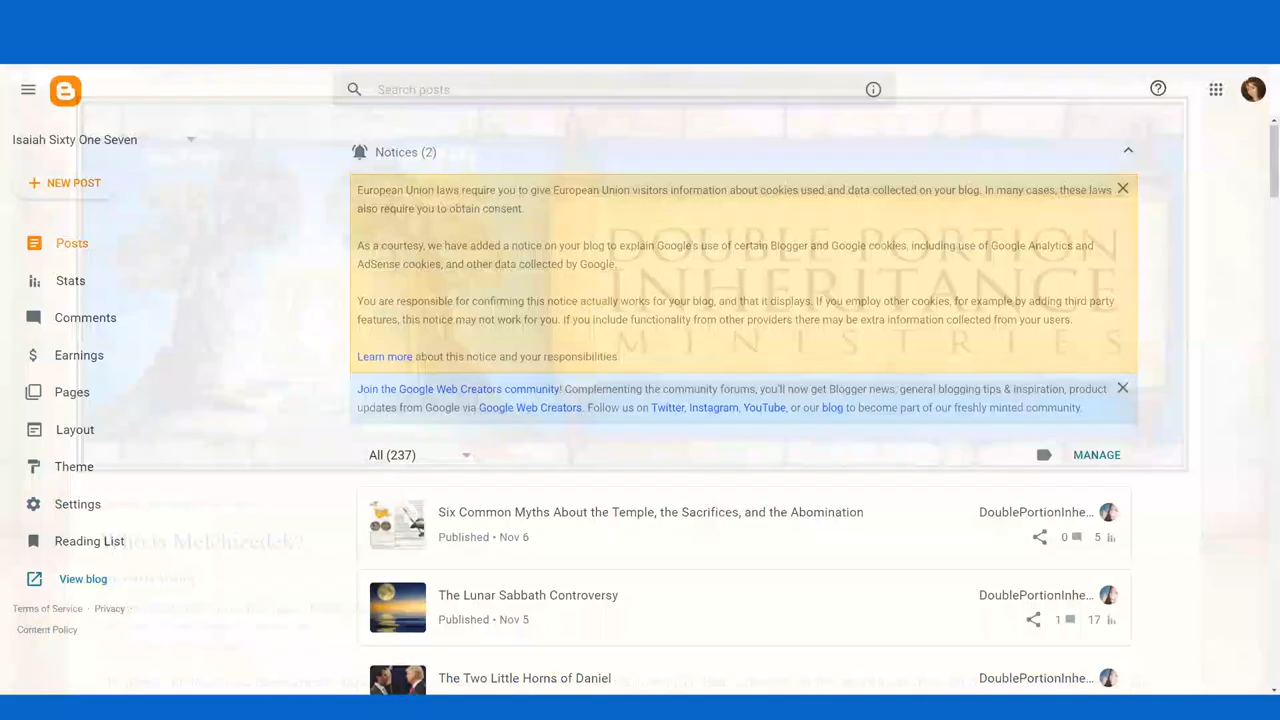 Search posts
Isaiah Sixty One Seven
NEW POST
Posts
Stats
Comments
Earnings
Pages
Layout
Theme
Settings
Reading List
View blog
Terms of Service · Privacy ·
Content Policy
Notices (2)
European Union laws require you to give European Union visitors information about cookies used and data collected on your blog. In many cases, these laws
also require you to obtain consent.
As a courtesy, we have added a notice on your blog to explain Google's use of certain Blogger and Google cookies, including use of Google Analytics and
AdSense cookies, and other data collected by Google.
You are responsible for confirming this notice actually works for your blog, and that it displays. If you employ other cookies, for example by adding third party
features, this notice may not work for you. If you include functionality from other providers there may be extra information collected from your users.
Learn more about this notice and your responsibilities.
Join the Google Web Creators community! Complementing the community forums, you'll now get Blogger news, general blogging tips & inspiration, product
updates from Google via Google Web Creators. Follow us on Twitter, Instagram, YouTube, or our blog to become part of our freshly minted community.
DOUBLE PORTION
INHERITANCE
MINISTRIES
All (237)
MANAGE
Six Common Myths About the Temple, the Sacrifices, and the Abomination
DoublePortionInhe...
Published • Nov 6
0
5
The Lunar Sabbath Controversy
DoublePortionInhe...
Published • Nov 5
1
17
The Two Little Horns of Daniel
DoublePortionInhe...
Who is Melchizedek?